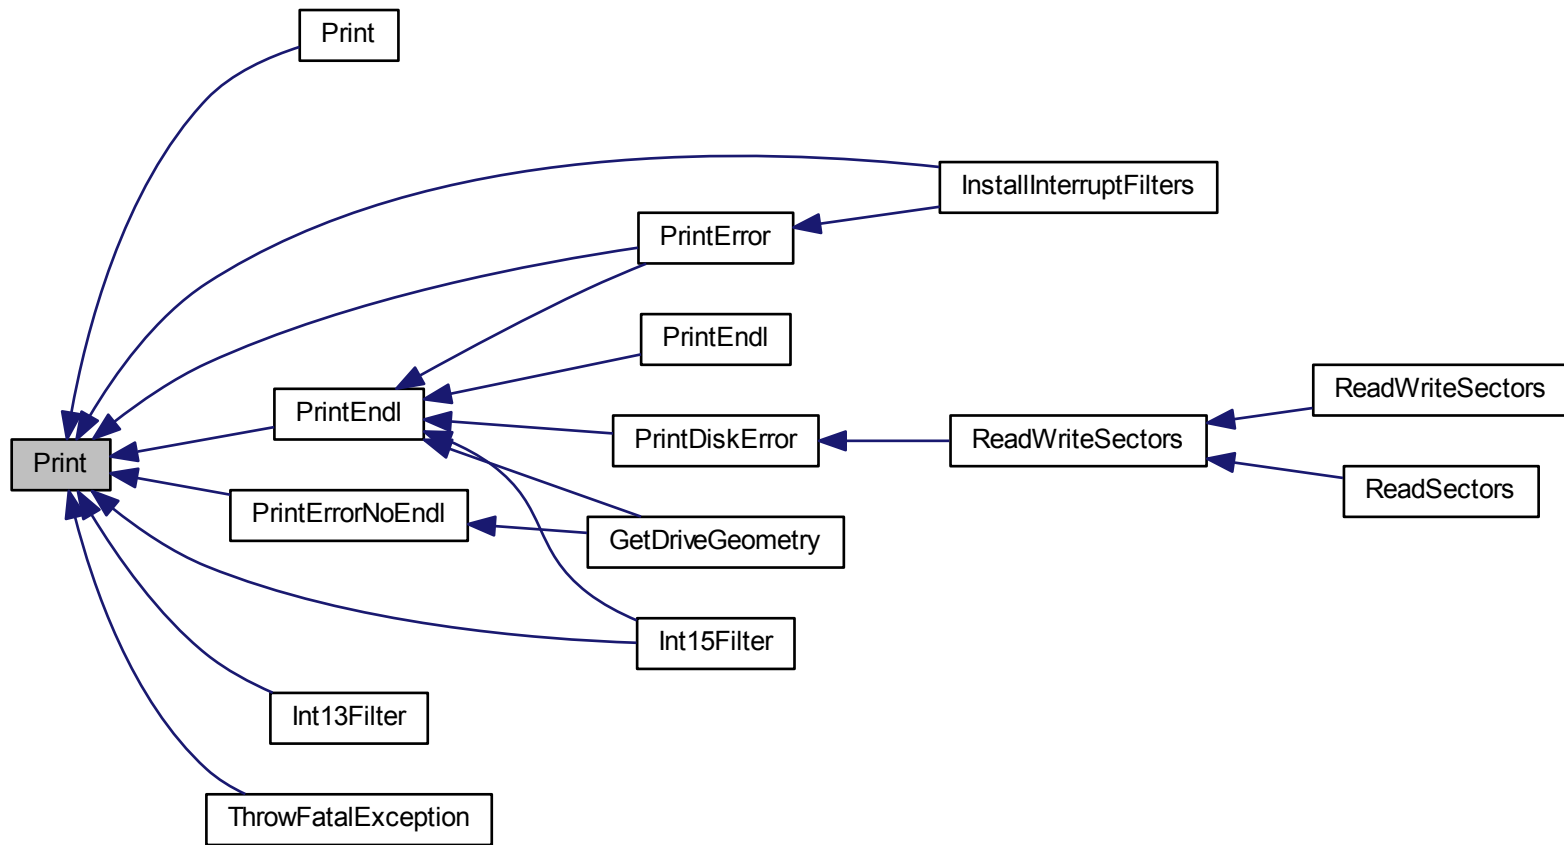 Print
InstallInterruptFilters
PrintError
PrintEndl
ReadWriteSectors
PrintEndl
PrintDiskError
ReadWriteSectors
Print
ReadSectors
PrintErrorNoEndl
GetDriveGeometry
Int15Filter
Int13Filter
ThrowFatalException